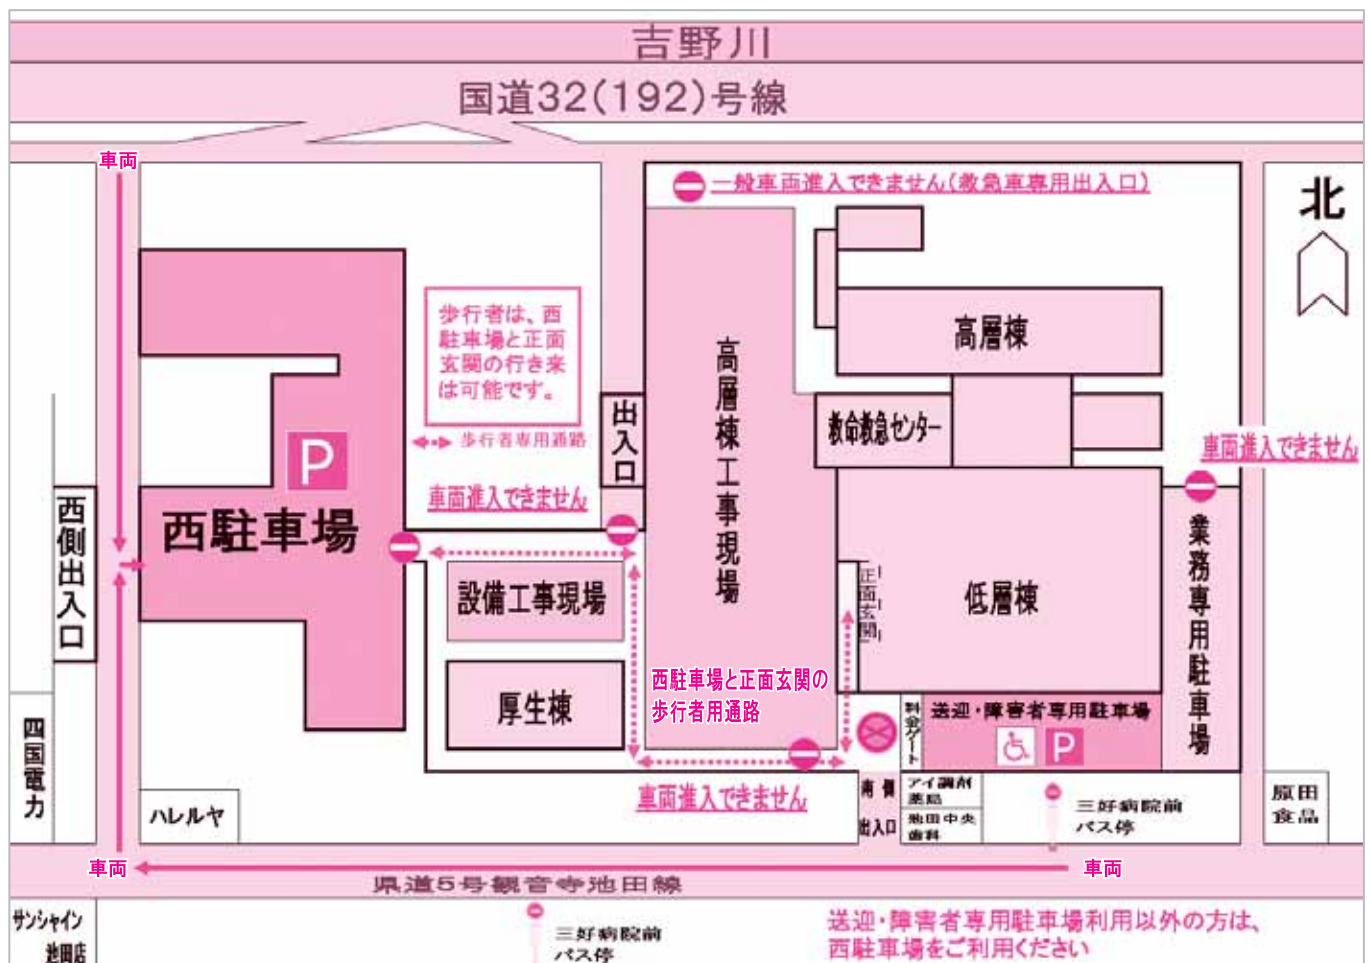 吉野川
国道32(192)号線
車両
一般車両進入できません(救急車専用出入口)
北
歩行者は、西
駐車場と正面
玄関の行き来
は可能です。
歩行者専用通路
車両進入できません
出入口
高層棟工事現場
高層棟
救命救急センター
車両進入できません
P
西駐車場
西側出入口
設備工事現場
厚生棟
正面玄関
低層棟
業務専用駐車場
西駐車場と正面玄関の
歩行者用通路
料金ゲート
送迎・障害者専用駐車場
P
車両進入できません
南側
出入口
アイ調剤
薬局
池田中央
歯科
三好病院前
バス停
原田
食品
四国電力
ハレルヤ
車両
車両
県道5号観音寺池田線
サンシャイン
池田店
三好病院前
バス停
送迎・障害者専用駐車場利用以外の方は、
西駐車場をご利用ください